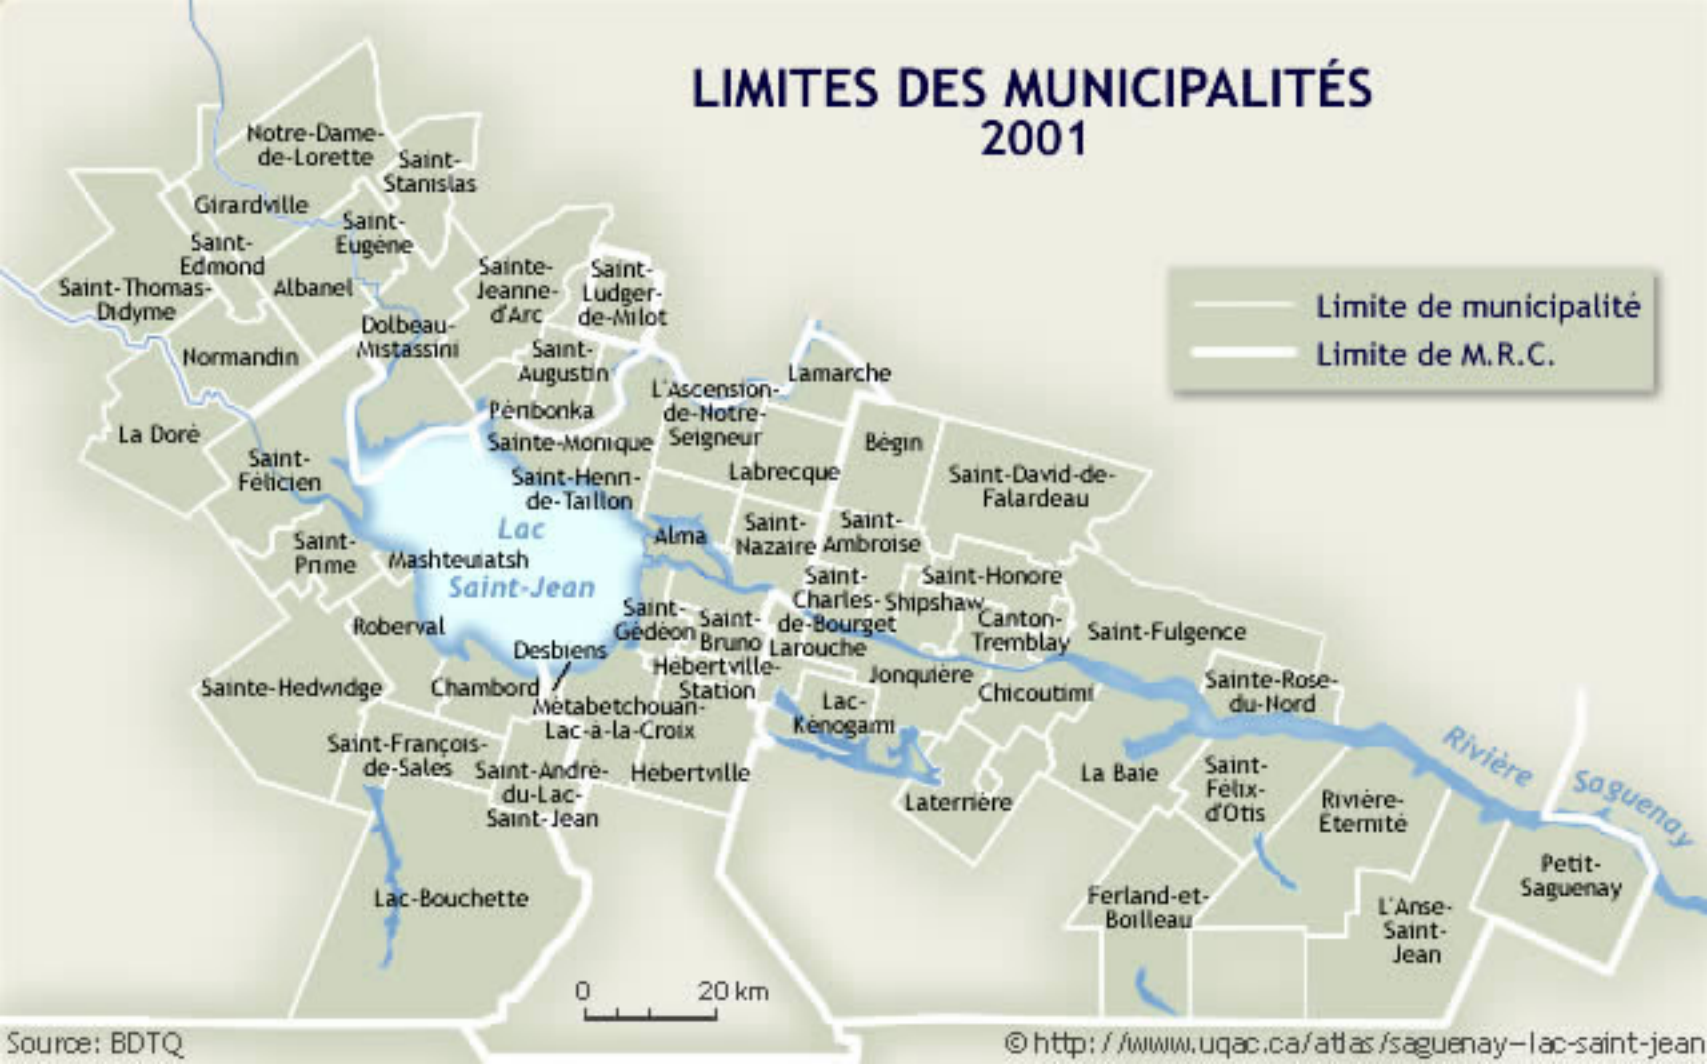 LIMITES DES MUNICIPALITÉS
2001
Notre-Dame-
de-Lorette
Saint-
Stanislas
Girardville
Saint-
Eugène
Saint-
Edmond
Saint-Thomas-
Didyme
Albanel
Sainte-
Jeanne-
d'Arc
Saint-
Ludger-
de-Milot
Limite de municipalité
Limite de M.R.C.
Dolbeau-
Mistassini
Normandin
Saint-
Augustin
Lamarche
L'Ascension-
de-Notre-
Seigneur
Péribonka
La Doré
Sainte-Monique
Bégin
Saint-
Félicien
Saint-Henri-
de-Taillon
Labrecque
Saint-David-de-
Falardeau
Lac
Saint-Jean
Alma
Saint-
Nazaire
Saint-
Ambroise
Saint-
Prime
Mashteuiatsh
Saint-
Charles-
de-Bourget
Saint-Honore
Shipshaw
Canton-
Tremblay
Saint-Fulgence
Roberval
Saint-
Gédéon
Saint-
Bruno
Larouche
Desbiens
Hébertville-
Station
Jonquière
Chicoutimi
Sainte-Rose-
du-Nord
Sainte-Hedwidge
Chambord
Métabetchouan-
Lac-à-la-Croix
Lac-
Kénogami
Saint-François-
de-Sales
Saint-André-
du-Lac-
Saint-Jean
Hébertville
Laterrière
La Baie
Saint-
Félix-
d'Otis
Rivière-
Éternité
Rivière Saguenay
Petit-
Saguenay
Lac-Bouchette
Ferland-et-
Boilleau
L'Anse-
Saint-
Jean
0 20 km
Source: BDTQ
©http://www.uqac.ca/atlas/saguenay-lac-saint-jean